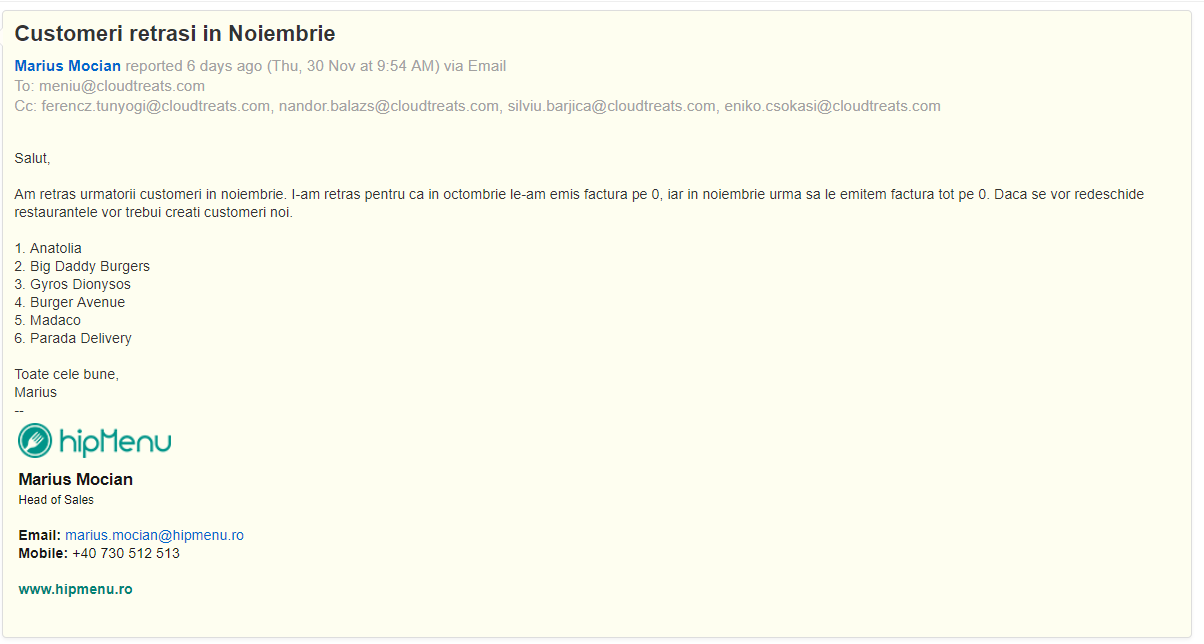 Customeri retrasi in Noiembrie
Marius Mocian reported 6 days ago (Thu, 30 Nov at 9:54 AM) via Email
To: meniu@cloudtreats.com
Cc: ferencz.tunyogi@cloudtreats.com, nandor.balazs@cloudtreats.com, silviu.barjica@cloudtreats.com, eniko.csokasi@cloudtreats.com
Salut,
Am retras urmatorii customeri in noiembrie. I-am retras pentru ca in octombrie le-am emis factura pe 0, iar in noiembrie urma sa le emitem factura tot pe 0. Daca se vor redeschide
restaurantele vor trebui creati customeri noi.
1. Anatolia
2. Big Daddy Burgers
3. Gyros Dionysos
4. Burger Avenue
5. Madaco
6. Parada Delivery
Toate cele bune,
Marius
--
hipMenu
Marius Mocian
Head of Sales
Email: marius.mocian@hipmenu.ro
Mobile: +40 730 512 513
www.hipmenu.ro